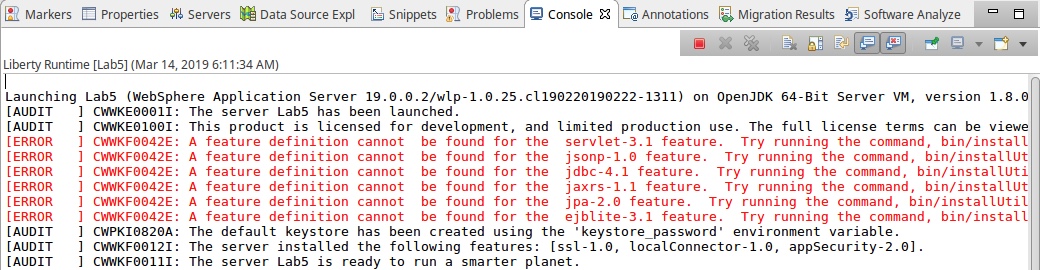 Markers Properties Servers Data Source Expl Snippets Problems Console Annotations Migration Results Software Analyze
Liberty Runtime [Lab5] (Mar 14, 2019 6:11:34 AM)
Launching Lab5 (WebSphere Application Server 19.0.0.2/wlp-1.0.25.cl190220190222-1311) on OpenJDK 64-Bit Server VM, version 1.8.0
[AUDIT   ] CWWKE0001I: The server Lab5 has been launched.
[AUDIT   ] CWWKE0100I: This product is licensed for development, and limited production use. The full license terms can be viewe
[ERROR   ] CWWKF0042E: A feature definition cannot  be found for the  servlet-3.1 feature.  Try running the command, bin/install
[ERROR   ] CWWKF0042E: A feature definition cannot  be found for the  jsonp-1.0 feature.  Try running the command, bin/installUt
[ERROR   ] CWWKF0042E: A feature definition cannot  be found for the  jdbc-4.1 feature.  Try running the command, bin/installUti
[ERROR   ] CWWKF0042E: A feature definition cannot  be found for the  jaxrs-1.1 feature.  Try running the command, bin/installUt
[ERROR   ] CWWKF0042E: A feature definition cannot  be found for the  jpa-2.0 feature.  Try running the command, bin/installUtil
[ERROR   ] CWWKF0042E: A feature definition cannot  be found for the  ejblite-3.1 feature.  Try running the command, bin/install
[AUDIT   ] CWPKI0820A: The default keystore has been created using the 'keystore_password' environment variable.
[AUDIT   ] CWWKF0012I: The server installed the following features: [ssl-1.0, localConnector-1.0, appSecurity-2.0].
[AUDIT   ] CWWKF0011I: The server Lab5 is ready to run a smarter planet.